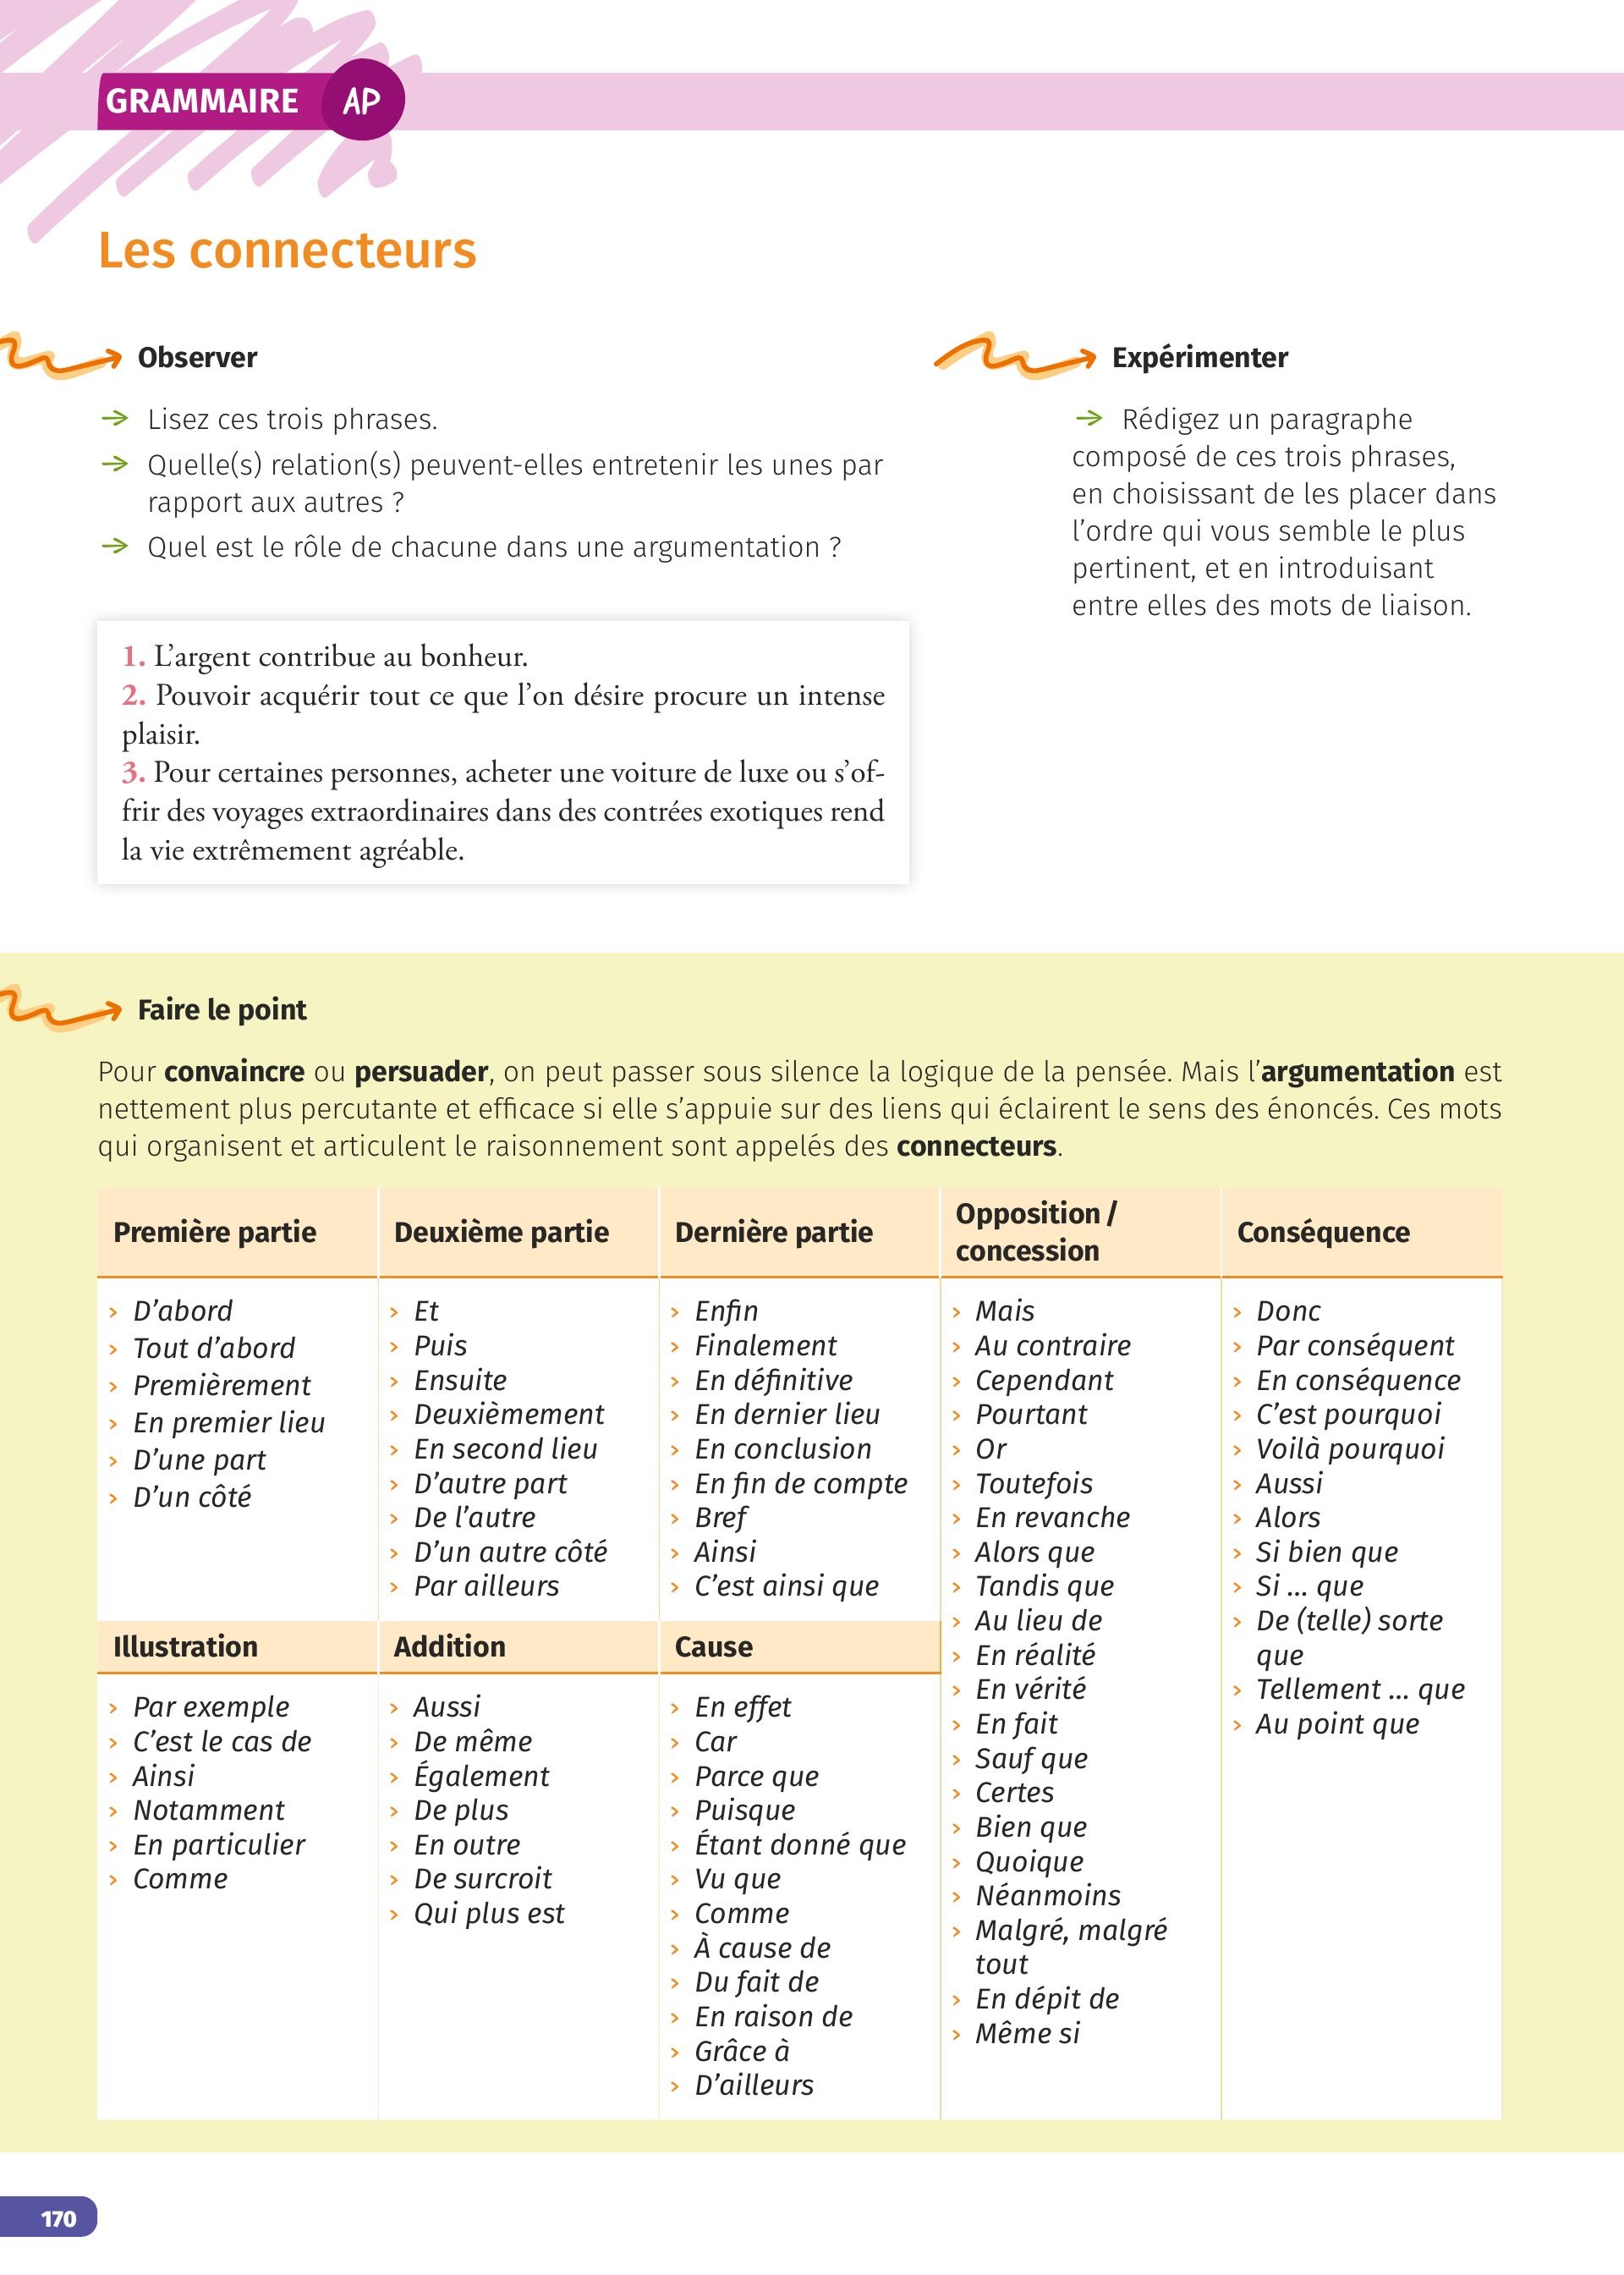 GRAMMAIRE AP
Les connecteurs
Observer
→ Lisez ces trois phrases.
→ Quelle(s) relation(s) peuvent-elles entretenir les unes par
rapport aux autres ?
→ Quel est le rôle de chacune dans une argumentation ?
1. L'argent contribue au bonheur.
2. Pouvoir acquérir tout ce que l'on désire procure un intense
plaisir.
3. Pour certaines personnes, acheter une voiture de luxe ou s'of-
frir des voyages extraordinaires dans des contrées exotiques rend
la vie extrêmement agréable.
Expérimenter
→ Rédigez un paragraphe
composé de ces trois phrases,
en choisissant de les placer dans
l'ordre qui vous semble le plus
pertinent, et en introduisant
entre elles des mots de liaison.
Faire le point
Pour convaincre ou persuader, on peut passer sous silence la logique de la pensée. Mais l'argumentation est
nettement plus percutante et efficace si elle s'appuie sur des liens qui éclairent le sens des énoncés. Ces mots
qui organisent et articulent le raisonnement sont appelés des connecteurs.
Première partie
› D'abord
› Tout d'abord
› Premièrement
› En premier lieu
› D'une part
› D'un côté
Deuxième partie
› Et
› Puis
› Ensuite
› Deuxièmement
› En second lieu
› D'autre part
› De l'autre
› D'un autre côté
› Par ailleurs
Dernière partie
› Enfin
› Finalement
› En définitive
› En dernier lieu
› En conclusion
› En fin de compte
› Bref
› Ainsi
› C'est ainsi que
Opposition /
concession
› Mais
› Au contraire
› Cependant
› Pourtant
› Or
› Toutefois
› En revanche
› Alors que
› Tandis que
› Au lieu de
› En réalité
› En vérité
› En fait
› Sauf que
› Certes
› Bien que
› Quoique
› Néanmoins
› Malgré, malgré
tout
› En dépit de
› Même si
Conséquence
› Donc
› Par conséquent
› En conséquence
› C'est pourquoi
› Voilà pourquoi
› Aussi
› Alors
› Si bien que
› Si ... que
› De (telle) sorte
que
› Tellement ... que
› Au point que
Illustration
› Par exemple
› C'est le cas de
› Ainsi
› Notamment
› En particulier
› Comme
Addition
› Aussi
› De même
› Également
› De plus
› En outre
› De surcroit
› Qui plus est
Cause
› En effet
› Car
› Parce que
› Puisque
› Étant donné que
› Vu que
› Comme
› À cause de
› Du fait de
› En raison de
› Grâce à
› D'ailleurs
170